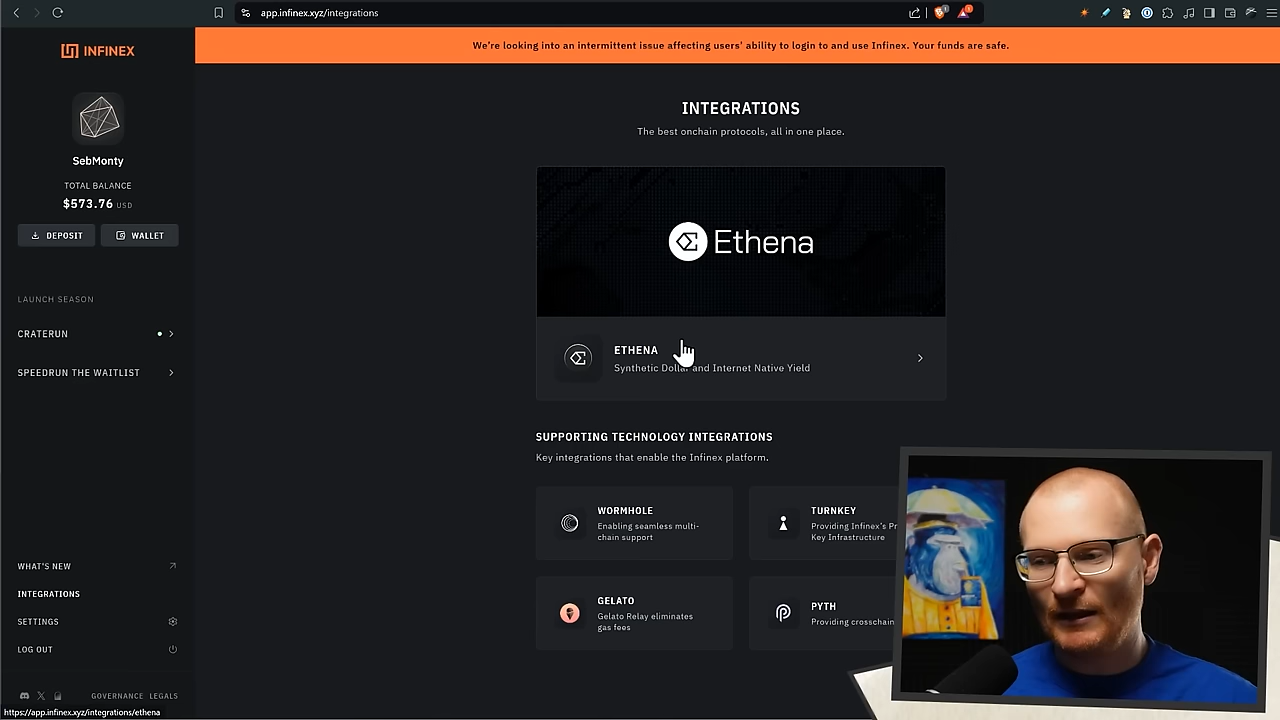 app.infinex.xyz/integrations
INFINEX
We're looking into an intermittent issue affecting users' ability to login to and use Infinex. Your funds are safe.
SebMonty
TOTAL BALANCE
$573.76 USD
DEPOSIT
WALLET
LAUNCH SEASON
CRATERUN
SPEEDRUN THE WAITLIST
WHAT'S NEW
INTEGRATIONS
SETTINGS
LOG OUT
GOVERNANCE LEGALS
https://app.infinex.xyz/integrations/ethena
INTEGRATIONS
The best onchain protocols, all in one place.
Ethena
ETHENA
Synthetic Dollar and Internet Native Yield
SUPPORTING TECHNOLOGY INTEGRATIONS
Key integrations that enable the Infinex platform.
WORMHOLE
Enabling seamless multi-
chain support
TURNKEY
Providing Infinex's Pr
Key Infrastructure
GELATO
Gelato Relay eliminates
gas fees
PYTH
Providing crosschain